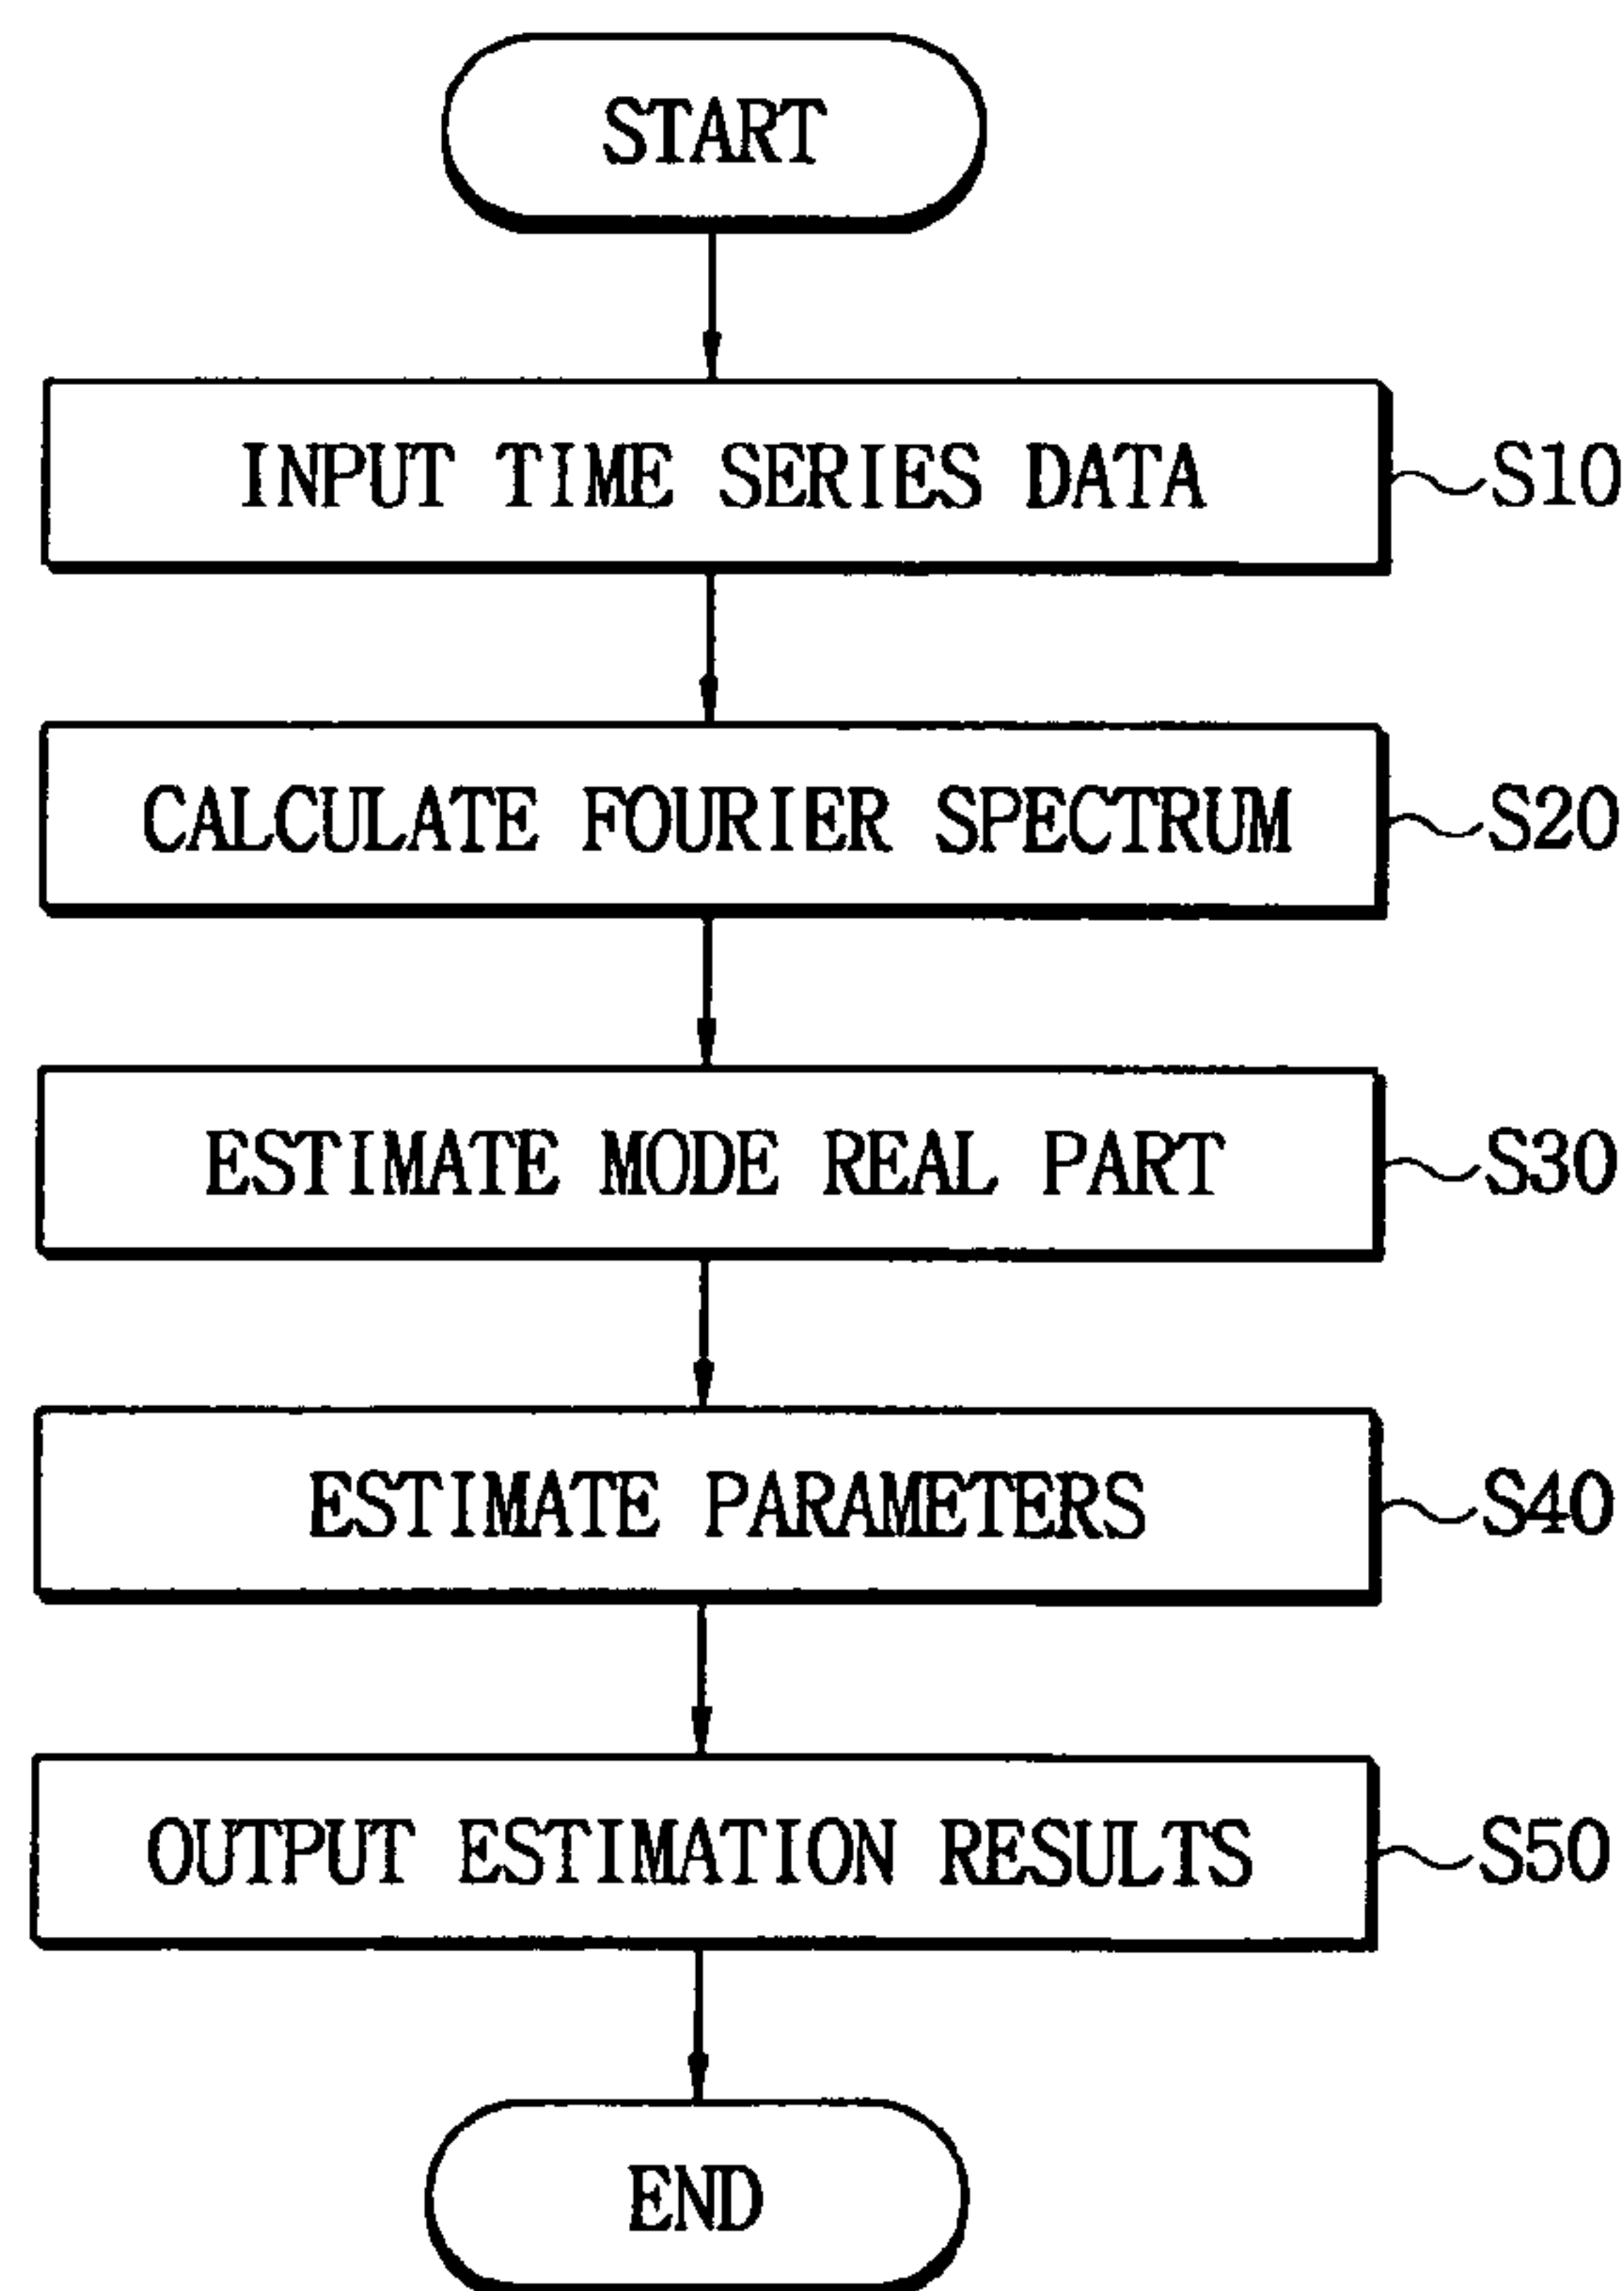 START
INPUT TIME SERIES DATA
S10
CALCULATE FOURIER SPECTRUM
S20
ESTIMATE MODE REAL PART
S30
ESTIMATE PARAMETERS
S40
OUTPUT ESTIMATION RESULTS
S50
END